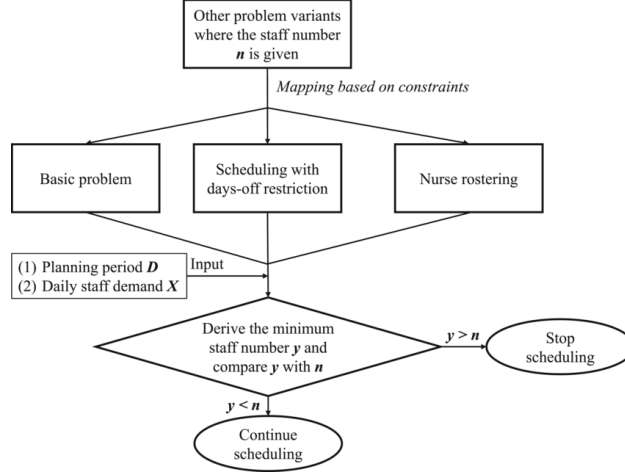 Other problem variants
where the staff number
n is given
Mapping based on constraints
Basic problem
Scheduling with
days-off restriction
Nurse rostering
(1) Planning period D
(2) Daily staff demand X
Input
Derive the minimum
staff number y and
compare y with n
y > n
Stop
scheduling
y < n
Continue
scheduling